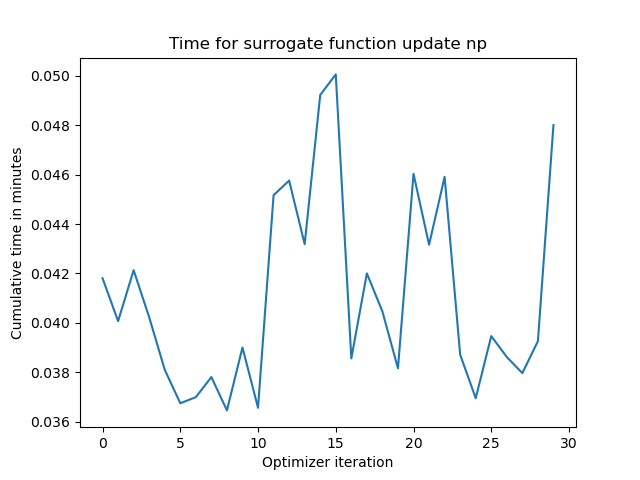 Time for surrogate function update np
0.050
0.048
0.046
0.044
0.042
0.040
0.038
0.036
Cumulative time in minutes
0 5 10 15 20 25 30
Optimizer iteration